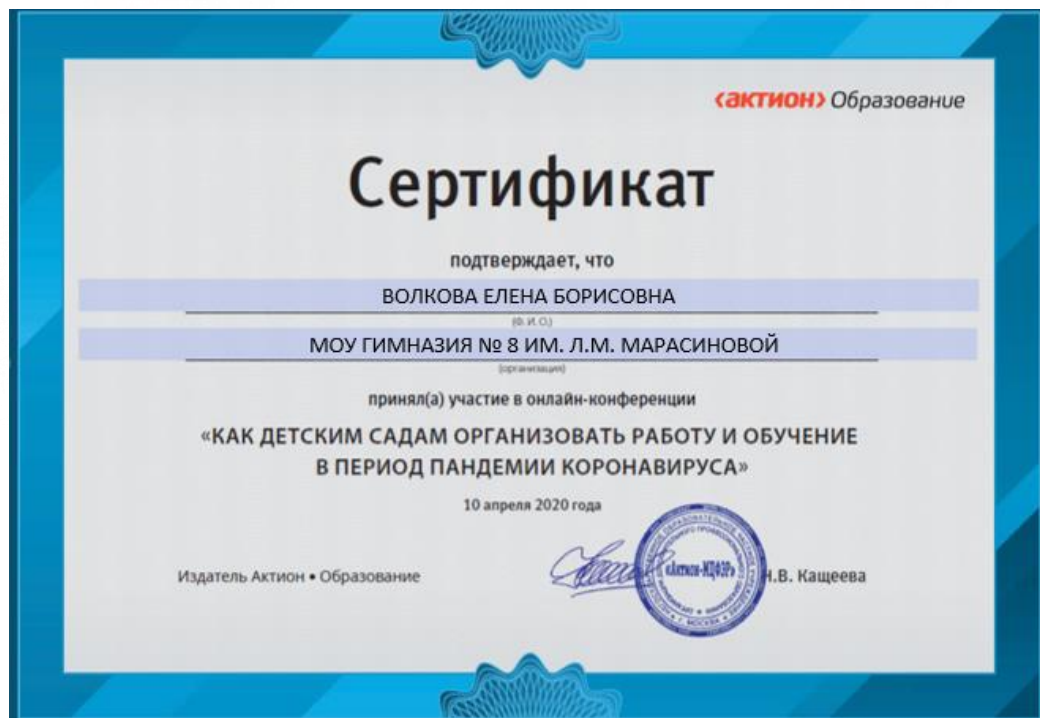 <актион> Образование
Сертификат
подтверждает, что
ВОЛКОВА ЕЛЕНА БОРИСОВНА
(Ф. И. О.)
МОУ ГИМНАЗИЯ № 8 ИМ. Л.М. МАРАСИНОВОЙ
(организация)
принял(а) участие в онлайн-конференции
«КАК ДЕТСКИМ САДАМ ОРГАНИЗОВАТЬ РАБОТУ И ОБУЧЕНИЕ
В ПЕРИОД ПАНДЕМИИ КОРОНАВИРУСА»
10 апреля 2020 года
Издатель Актион • Образование
«Актион-МЦФЭР»
Г. МОСКВА
Н.В. Кащеева